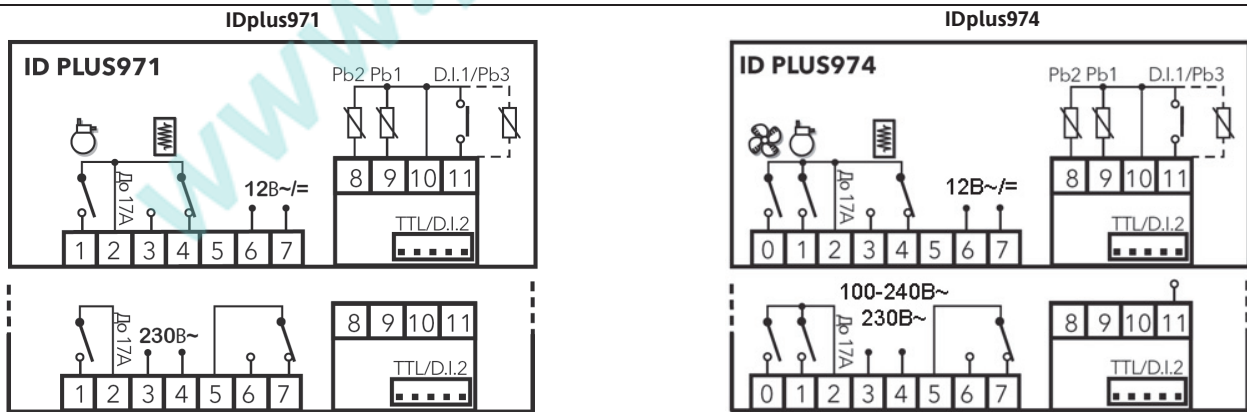 IDplus971
IDplus974
www.
ID PLUS971
Pb2 Pb1 D.I.1/Pb3
До 17А
12В~/=
8 9 10 11
TTL/D.I.2
1 2 3 4 5 6 7
До 17А
230В~
8 9 10 11
TTL/D.I.2
1 2 3 4 5 6 7
ID PLUS974
Pb2 Pb1 D.I.1/Pb3
До 17А
12В~/=
8 9 10 11
TTL/D.I.2
0 1 2 3 4 5 6 7
100-240В~
До 17А
230В~
8 9 10 11
TTL/D.I.2
0 1 2 3 4 5 6 7